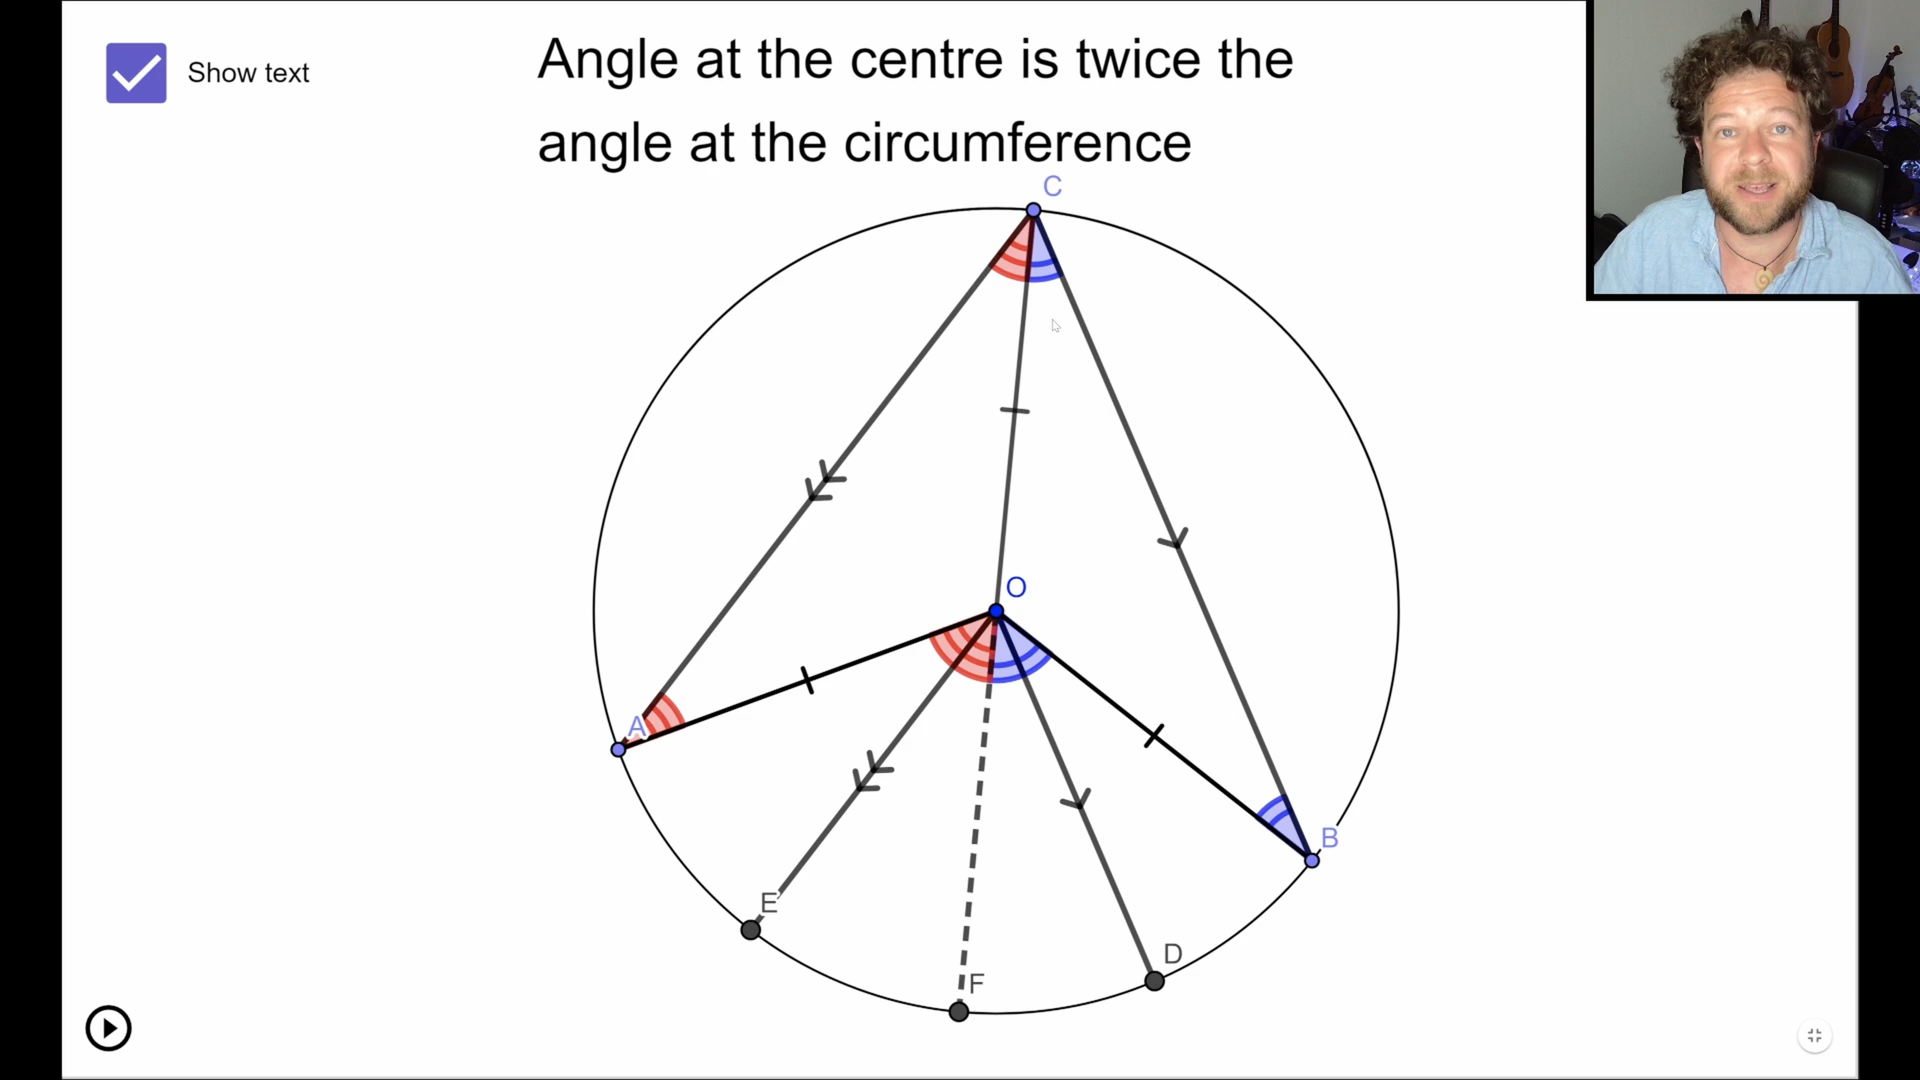 Show text
Angle at the centre is twice the
angle at the circumference
C
O
A
B
E
D
F